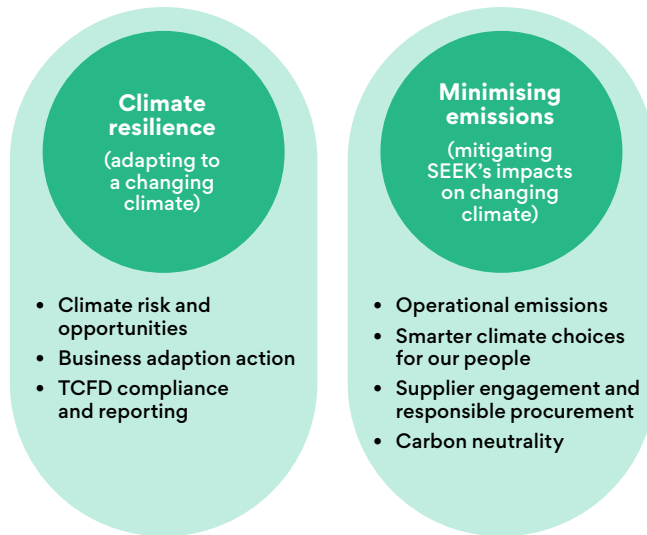 Climate
resilience
(adapting to
a changing
climate)
• Climate risk and
opportunities
• Business adaption action
• TCFD compliance
and reporting
Minimising
emissions
(mitigating
SEEK's impacts
on changing
climate)
• Operational emissions
• Smarter climate choices
for our people
• Supplier engagement and
responsible procurement
• Carbon neutrality